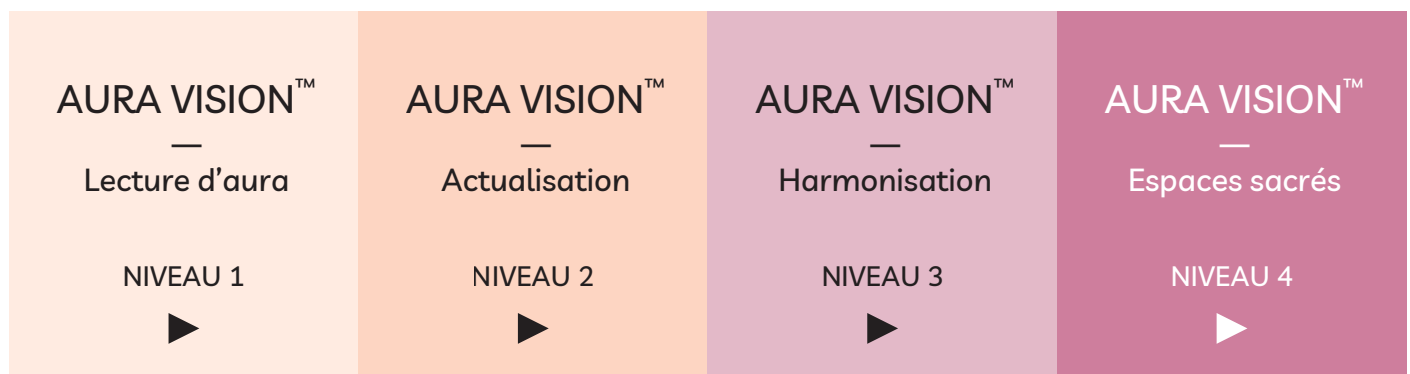 AURA VISION™
—
Lecture d’aura
NIVEAU 1
▶
AURA VISION™
—
Actualisation
NIVEAU 2
▶
AURA VISION™
—
Harmonisation
NIVEAU 3
▶
AURA VISION™
—
Espaces sacrés
NIVEAU 4
▶